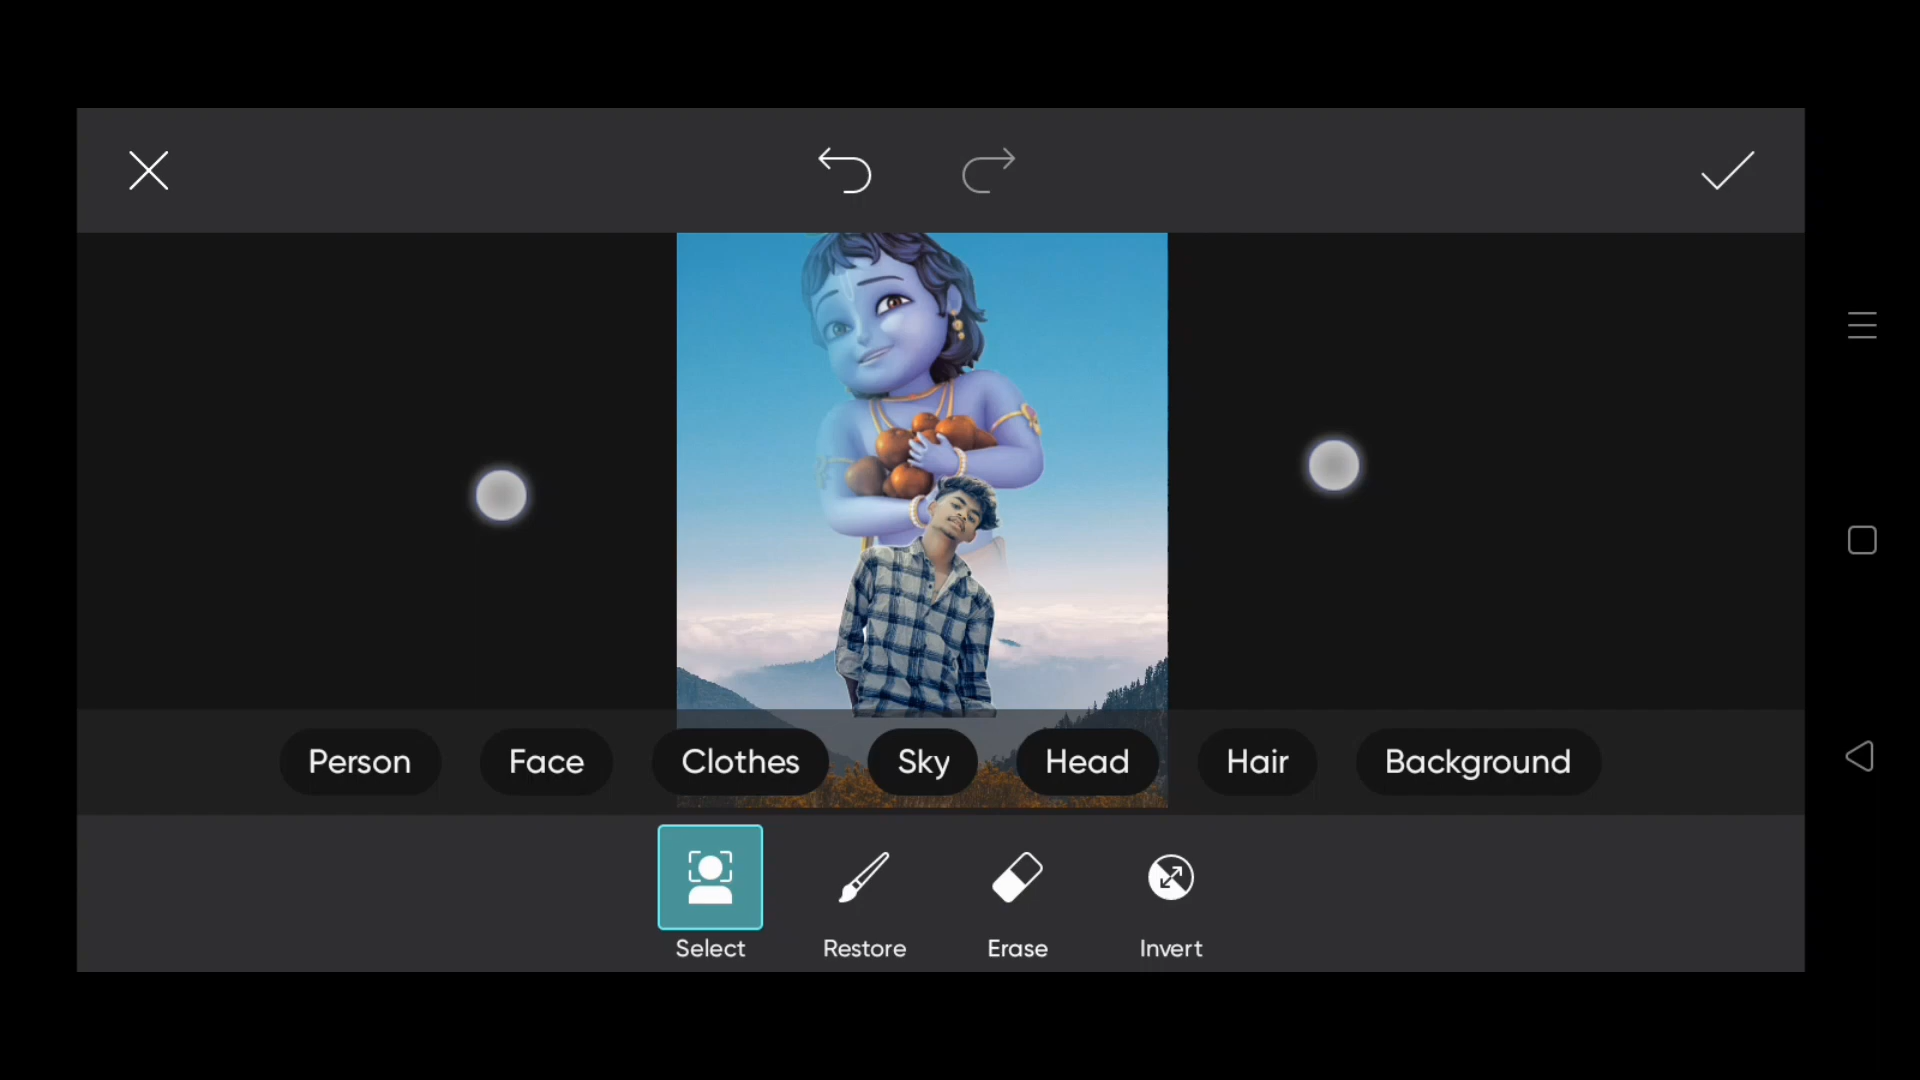 Person Face Clothes Sky Head Hair Background
Select Restore Erase Invert